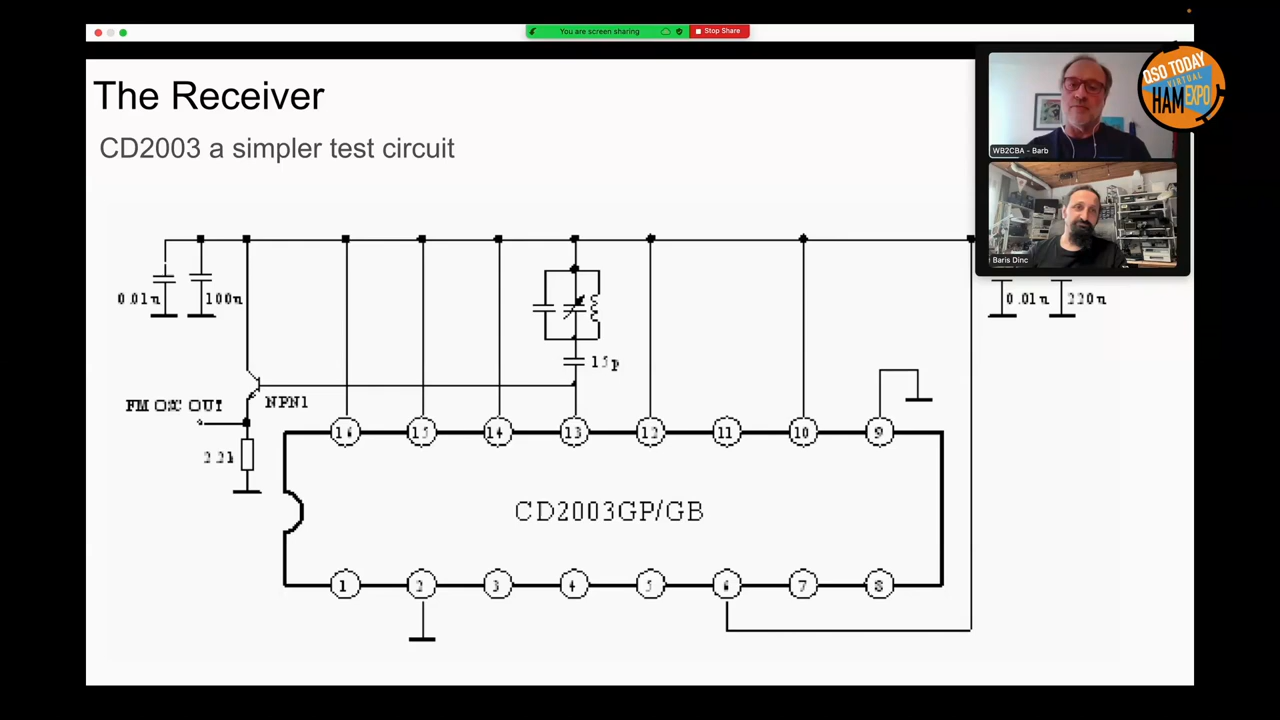 You are screen sharing
Stop Share
QSO TODAY
VIRTUAL
HAM EXPO
The Receiver
CD2003 a simpler test circuit
WB2CBA - Barb
Baris Dinc
0.01n
100n
15p
0.01n
220n
FM OSC OUT
NPN1
16
15
14
13
12
11
10
9
2.2k
CD2003GP/GB
1
2
3
4
5
6
7
8